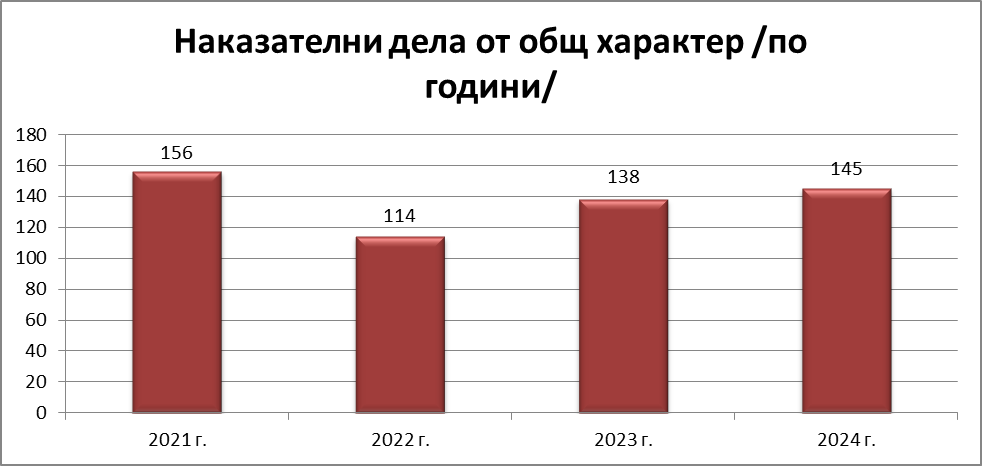 Наказателни дела от общ характер /по
години/
180
160
140
120
100
80
60
40
20
0
156
114
138
145
2021 г.
2022 г.
2023 г.
2024 г.